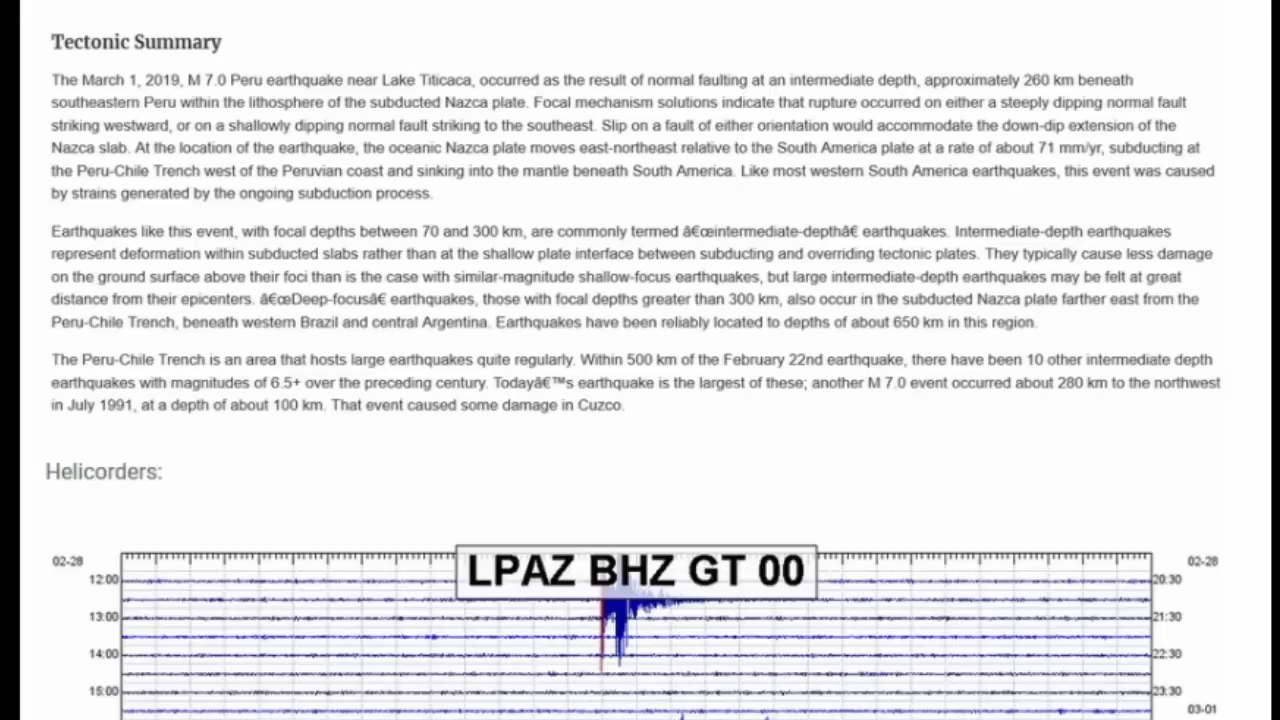 Tectonic Summary
The March 1, 2019, M 7.0 Peru earthquake near Lake Titicaca, occurred as the result of normal faulting at an intermediate depth, approximately 260 km beneath
southeastern Peru within the lithosphere of the subducted Nazca plate. Focal mechanism solutions indicate that rupture occurred on either a steeply dipping normal fault
striking westward, or on a shallowly dipping normal fault striking to the southeast. Slip on a fault of either orientation would accommodate the down-dip extension of the
Nazca slab. At the location of the earthquake, the oceanic Nazca plate moves east-northeast relative to the South America plate at a rate of about 71 mm/yr, subducting at
the Peru-Chile Trench west of the Peruvian coast and sinking into the mantle beneath South America. Like most western South America earthquakes, this event was caused
by strains generated by the ongoing subduction process.
Earthquakes like this event, with focal depths between 70 and 300 km, are commonly termed â€œintermediate-depthâ€ earthquakes. Intermediate-depth earthquakes
represent deformation within subducted slabs rather than at the shallow plate interface between subducting and overriding tectonic plates. They typically cause less damage
on the ground surface above their foci than is the case with similar-magnitude shallow-focus earthquakes, but large intermediate-depth earthquakes may be felt at great
distance from their epicenters. â€œDeep-focusâ€ earthquakes, those with focal depths greater than 300 km, also occur in the subducted Nazca plate farther east from the
Peru-Chile Trench, beneath western Brazil and central Argentina. Earthquakes have been reliably located to depths of about 650 km in this region.
The Peru-Chile Trench is an area that hosts large earthquakes quite regularly. Within 500 km of the February 22nd earthquake, there have been 10 other intermediate depth
earthquakes with magnitudes of 6.5+ over the preceding century. Todayâ€™s earthquake is the largest of these; another M 7.0 event occurred about 280 km to the northwest
in July 1991, at a depth of about 100 km. That event caused some damage in Cuzco.
Helicorders:
LPAZ BHZ GT 00
02-28 02-28
12:00 20:30
13:00 21:30
14:00 22:30
15:00 23:30
03-01